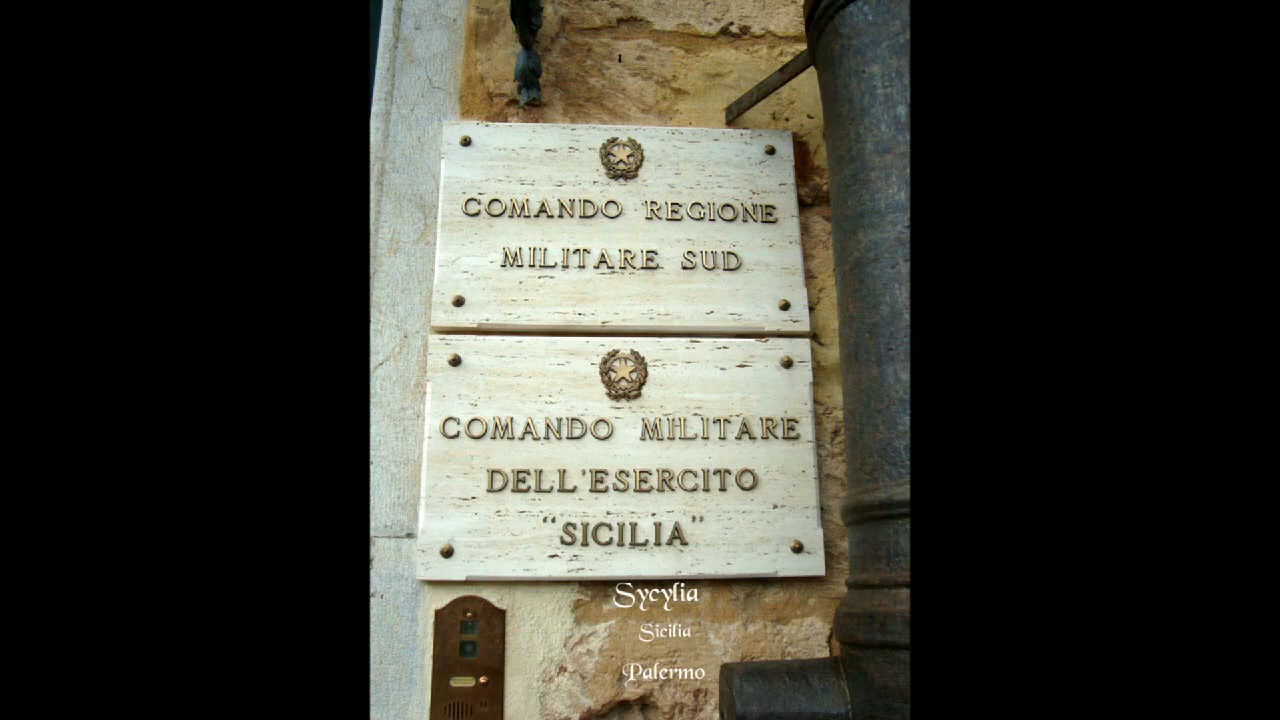 COMANDO REGIONE
MILITARE SUD
COMANDO MILITARE
DELL'ESERCITO
“SICILIA”
Sycylia
Sicilia
Palermo